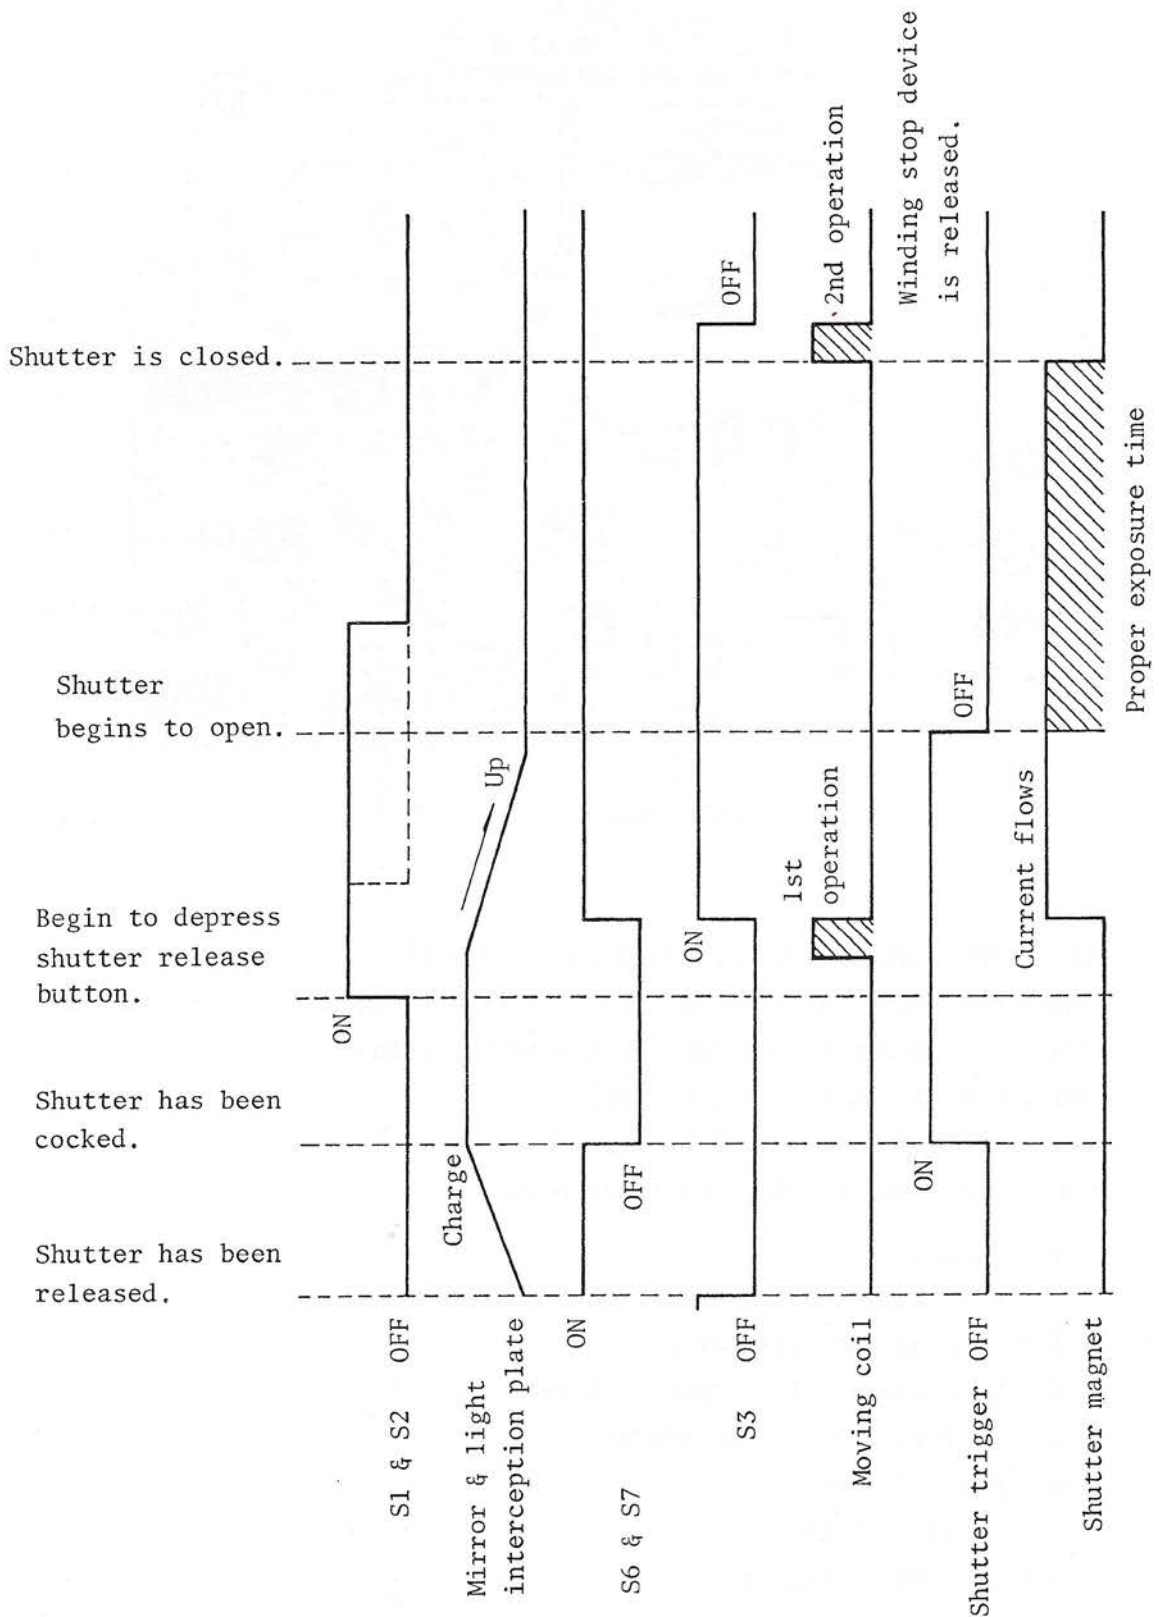 Shutter is closed.
Shutter
begins to open.
Begin to depress
shutter release
button.
Shutter has been
cocked.
Shutter has been
released.
S1 & S2 OFF
ON
Mirror & light
interception plate
Charge
Up
S6 & S7
ON
OFF
S3 OFF
ON
OFF
Moving coil
1st
operation
2nd operation
Winding stop device
is released.
Shutter trigger OFF
ON
OFF
Shutter magnet
Current flows
Proper exposure time